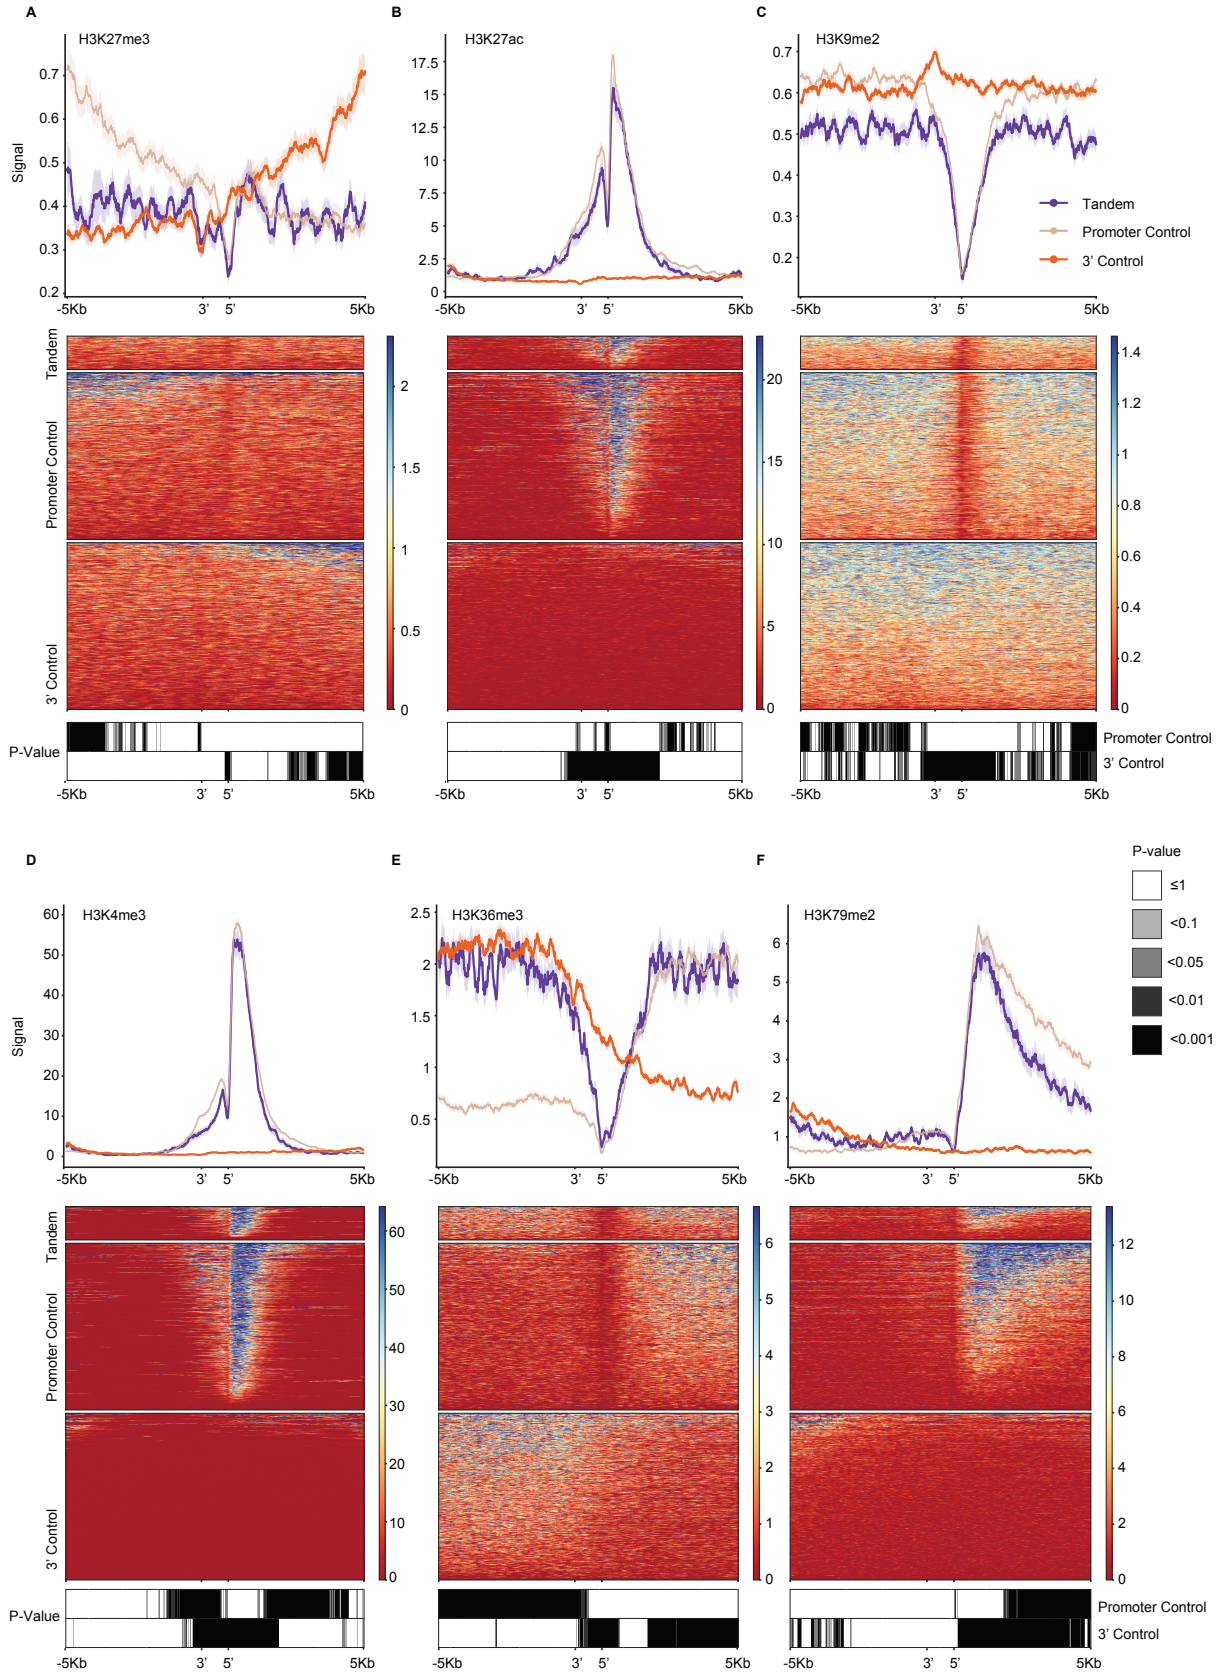 A
B
C
H3K27me3
H3K27ac
H3K9me2
Signal
0.7
0.6
0.5
0.4
0.3
0.2
17.5
15.0
12.5
10.0
7.5
5.0
2.5
0
0.7
0.6
0.5
0.4
0.3
0.2
Tandem
Promoter Control
3’ Control
-5Kb 3’ 5’ 5Kb
-5Kb 3’ 5’ 5Kb
-5Kb 3’ 5’ 5Kb
Tandem
Promoter Control
3’ Control
2
1.5
1
0.5
0
20
15
10
5
0
1.4
1.2
1
0.8
0.6
0.4
0.2
0
P-Value
Promoter Control
3’ Control
-5Kb 3’ 5’ 5Kb
-5Kb 3’ 5’ 5Kb
-5Kb 3’ 5’ 5Kb
D
E
F
P-value
≤1
<0.1
<0.05
<0.01
<0.001
H3K4me3
H3K36me3
H3K79me2
Signal
60
50
40
30
20
10
0
2.5
2
1.5
1
0.5
6
5
4
3
2
1
-5Kb 3’ 5’ 5Kb
-5Kb 3’ 5’ 5Kb
-5Kb 3’ 5’ 5Kb
Tandem
Promoter Control
3’ Control
60
50
40
30
20
10
0
6
5
4
3
2
1
0
12
10
8
6
4
2
0
P-Value
Promoter Control
3’ Control
-5Kb 3’ 5’ 5Kb
-5Kb 3’ 5’ 5Kb
-5Kb 3’ 5’ 5Kb